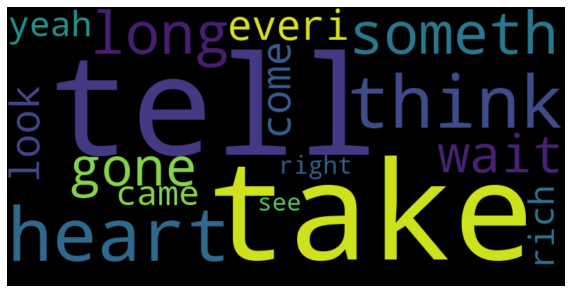 yeah long everi someth
tell come think
look gone right wait
came see take rich
heart